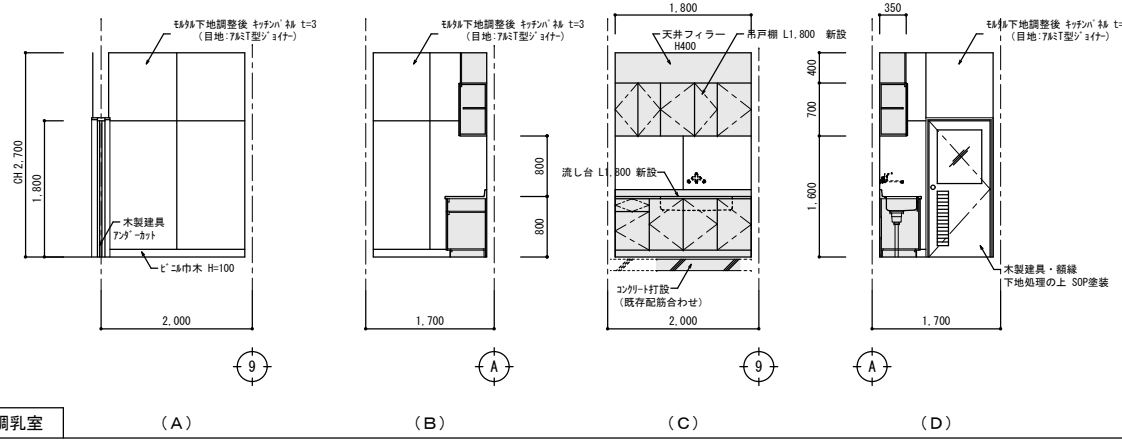 ﾓﾙﾀﾙ下地調整後 ｷｯﾁﾝﾊﾟﾈﾙ t=3
(目地:ｱﾙﾐT型ｼﾞｮｲﾅｰ)
CH 2,700
1,800
木製建具
ｱﾝﾀﾞｰｶｯﾄ
ﾋﾞﾆﾙ巾木 H=100
2,000
9
ﾓﾙﾀﾙ下地調整後 ｷｯﾁﾝﾊﾟﾈﾙ t=3
(目地:ｱﾙﾐT型ｼﾞｮｲﾅｰ)
800
800
1,700
A
1,800
天井フィラー
H400
吊戸棚 L1,800 新設
流し台 L1,800 新設
ｺﾝｸﾘｰﾄ打設
(既存配筋合わせ)
2,000
9
350
ﾓﾙﾀﾙ下地調整後 ｷｯﾁﾝﾊﾟﾈﾙ t=
(目地:ｱﾙﾐT型ｼﾞｮｲﾅｰ)
400
700
1,600
木製建具・額縁
下地処理の上 SOP塗装
1,700
A
調乳室
(A)
(B)
(C)
(D)